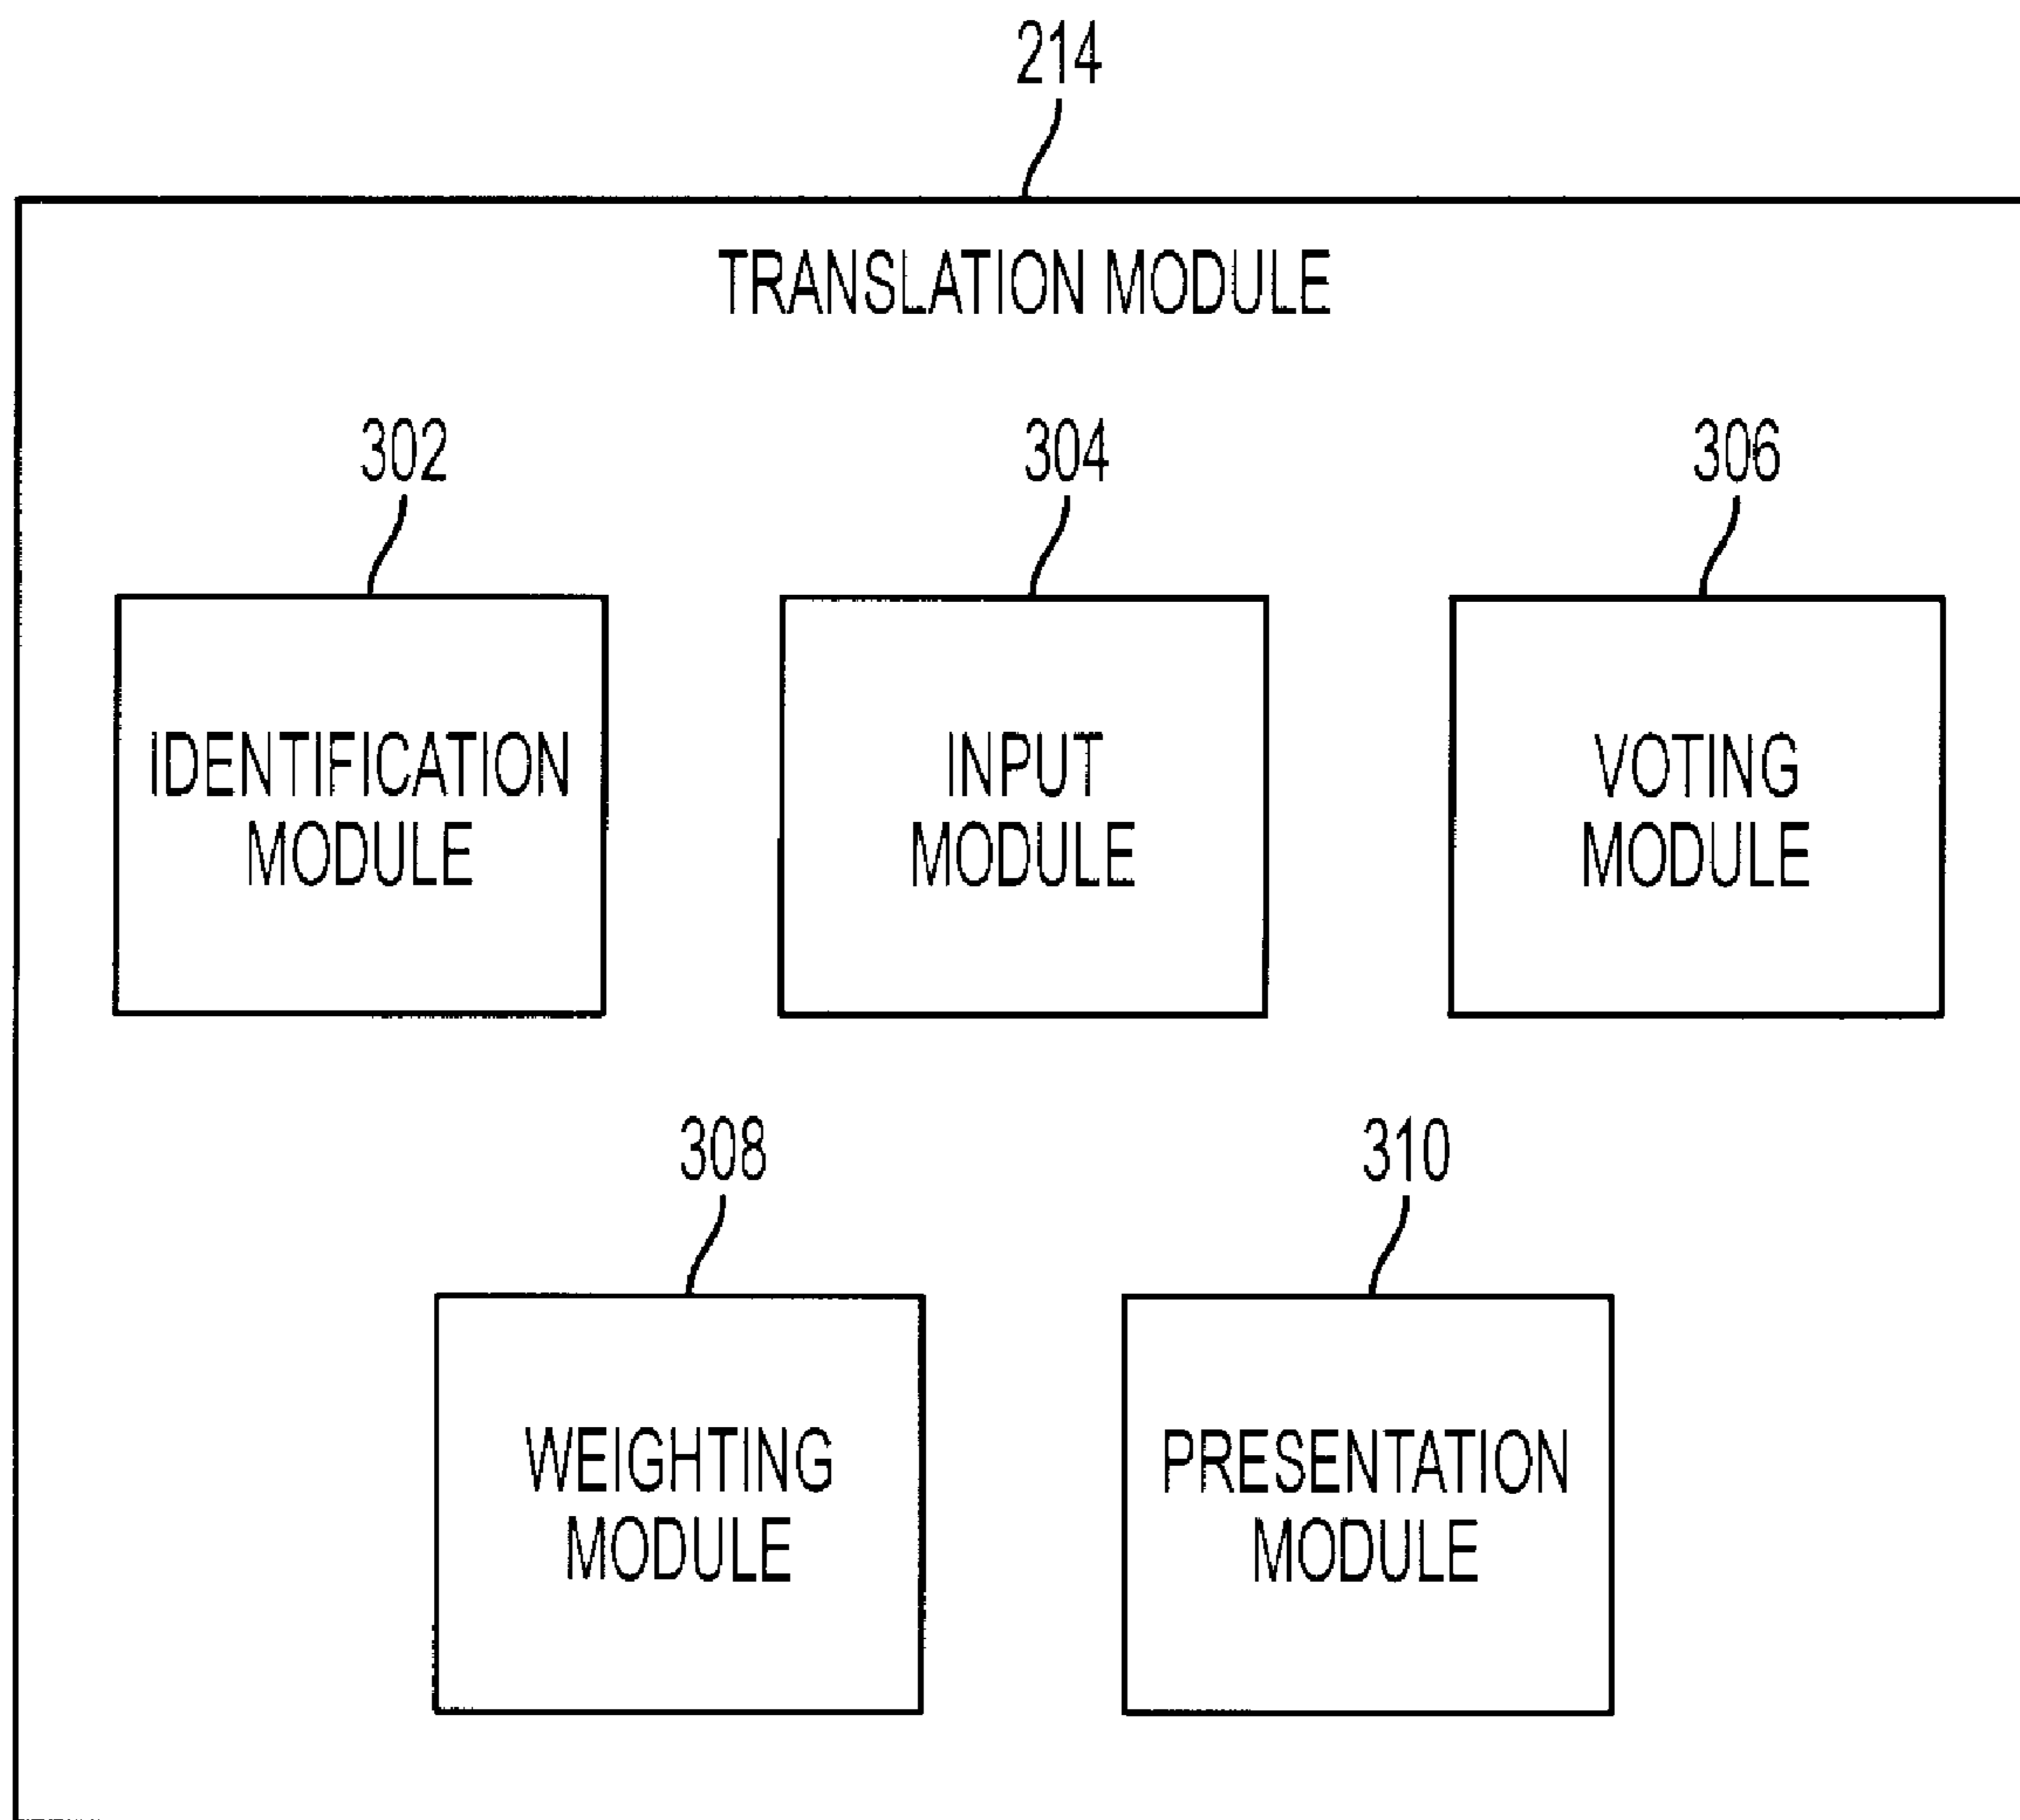 214
TRANSLATION MODULE
302
304
306
IDENTIFICATION
MODULE
INPUT
MODULE
VOTING
MODULE
308
310
WEIGHTING
MODULE
PRESENTATION
MODULE